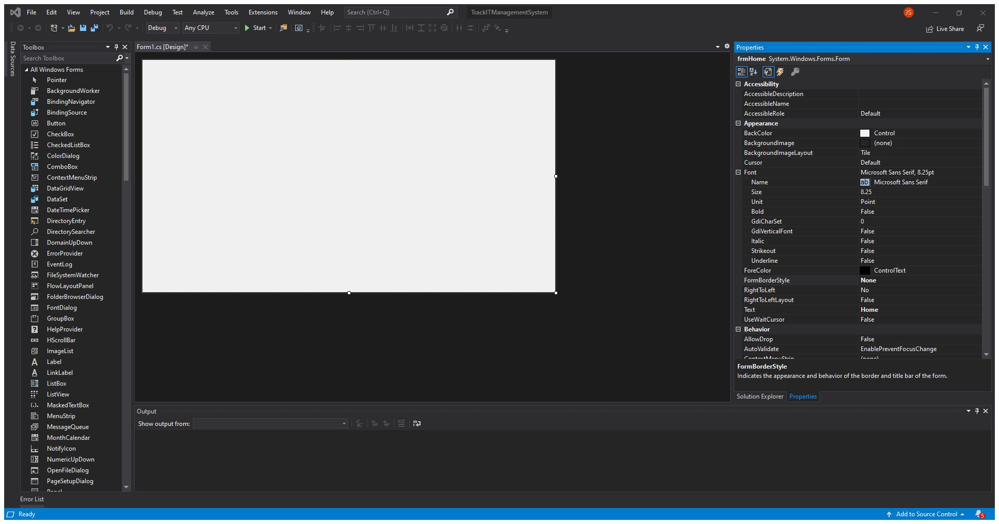 File Edit View Project Build Debug Test Analyze Tools Extensions Window Help Search (Ctrl+Q) TrackITManagementSystem JS
Debug Any CPU Start Live Share
Data Sources
Toolbox
Search Toolbox
All Windows Forms
Pointer
BackgroundWorker
BindingNavigator
BindingSource
Button
CheckBox
CheckedListBox
ColorDialog
ComboBox
ContextMenuStrip
DataGridView
DataSet
DateTimePicker
DirectoryEntry
DirectorySearcher
DomainUpDown
ErrorProvider
EventLog
FileSystemWatcher
FlowLayoutPanel
FolderBrowserDialog
FontDialog
GroupBox
HelpProvider
HScrollBar
ImageList
Label
LinkLabel
ListBox
ListView
MaskedTextBox
MenuStrip
MessageQueue
MonthCalendar
NotifyIcon
NumericUpDown
OpenFileDialog
PageSetupDialog
Panel
Form1.cs [Design]*
Properties
frmHome System.Windows.Forms.Form
Accessibility
AccessibleDescription
AccessibleName
AccessibleRole Default
Appearance
BackColor Control
BackgroundImage (none)
BackgroundImageLayout Tile
Cursor Default
Font Microsoft Sans Serif, 8.25pt
Name ab Microsoft Sans Serif
Size 8.25
Unit Point
Bold False
GdiCharSet 0
GdiVerticalFont False
Italic False
Strikeout False
Underline False
ForeColor ControlText
FormBorderStyle None
RightToLeft No
RightToLeftLayout False
Text Home
UseWaitCursor False
Behavior
AllowDrop False
AutoValidate EnablePreventFocusChange
ContextMenuStrip (none)
FormBorderStyle
Indicates the appearance and behavior of the border and title bar of the form.
Solution Explorer Properties
Output
Show output from:
Error List
Ready Add to Source Control 5